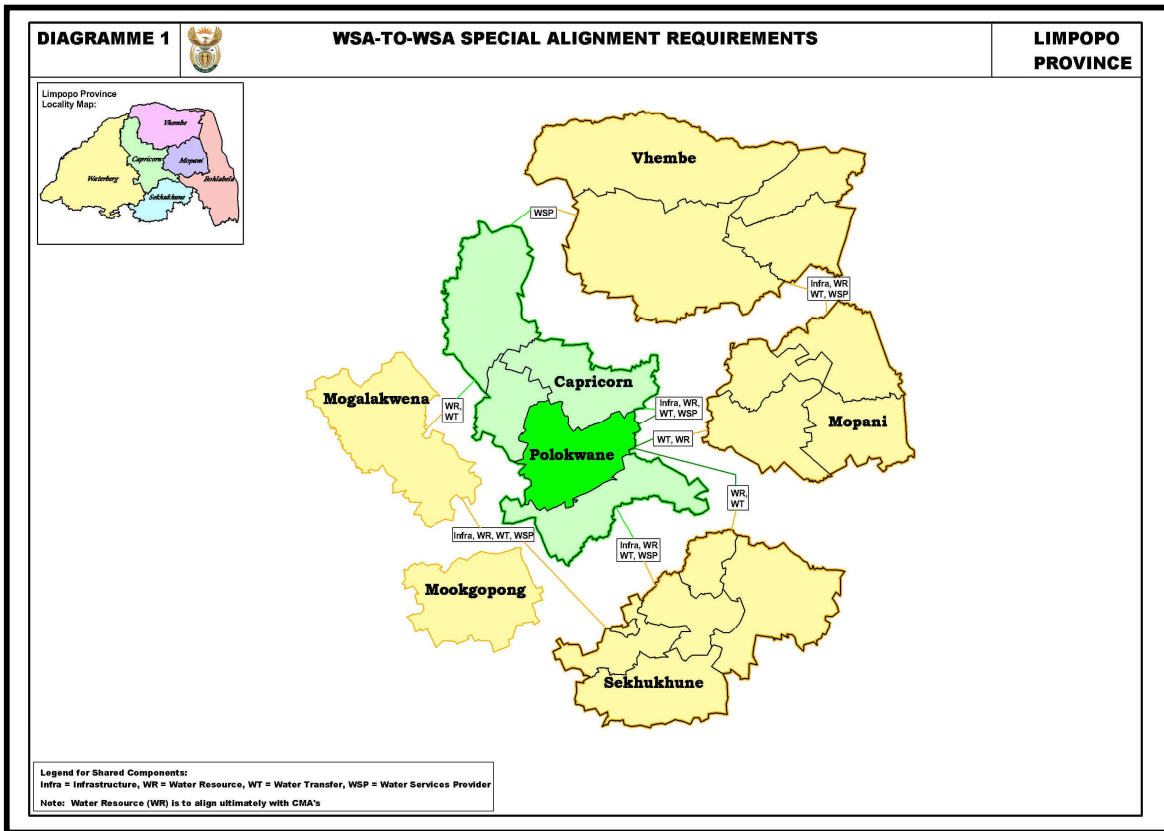 DIAGRAMME 1
WSA-TO-WSA SPECIAL ALIGNMENT REQUIREMENTS
LIMPOPO
PROVINCE
Limpopo Province
Locality Map:
Vhembe
Capricorn
Mopani
Waterberg
Bohlabela
Sekhukhune
Vhembe
WSP
Infra, WR
WT, WSP
Capricorn
Mogalakwena
WR,
WT
Infra, WR,
WT, WSP
Mopani
WT, WR
Polokwane
WR,
WT
Infra, WR, WT, WSP
Infra, WR
WT, WSP
Mookgopong
Sekhukhune
Legend for Shared Components:
Infra = Infrastructure, WR = Water Resource, WT = Water Transfer, WSP = Water Services Provider
Note: Water Resource (WR) is to align ultimately with CMA's